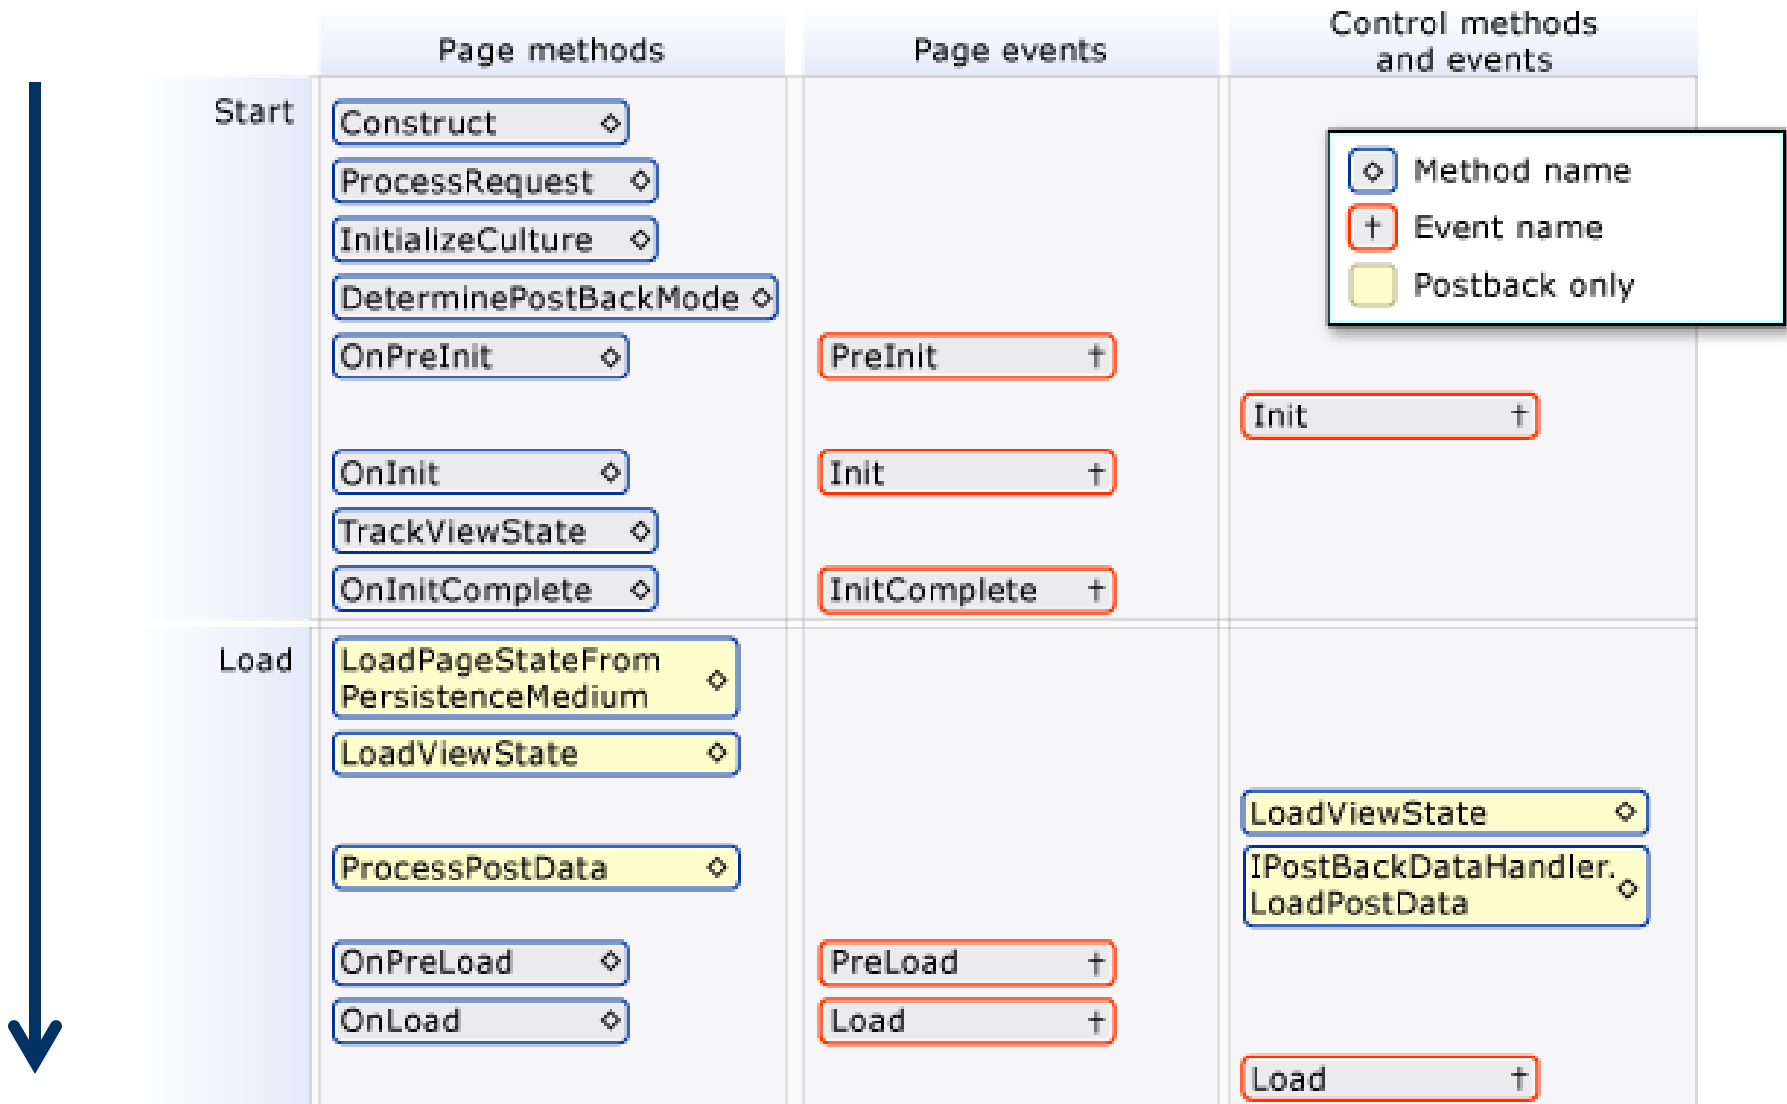 Page methods
Page events
Control methods
and events
Start
Construct ◇
ProcessRequest ◇
InitializeCulture ◇
DeterminePostBackMode ◇
OnPreInit ◇
PreInit †
Init †
OnInit ◇
Init †
TrackViewState ◇
OnInitComplete ◇
InitComplete †
◇ Method name
† Event name
Postback only
Load
LoadPageStateFrom
PersistenceMedium ◇
LoadViewState ◇
LoadViewState ◇
ProcessPostData ◇
IPostBackDataHandler.
LoadPostData ◇
OnPreLoad ◇
PreLoad †
OnLoad ◇
Load †
Load †